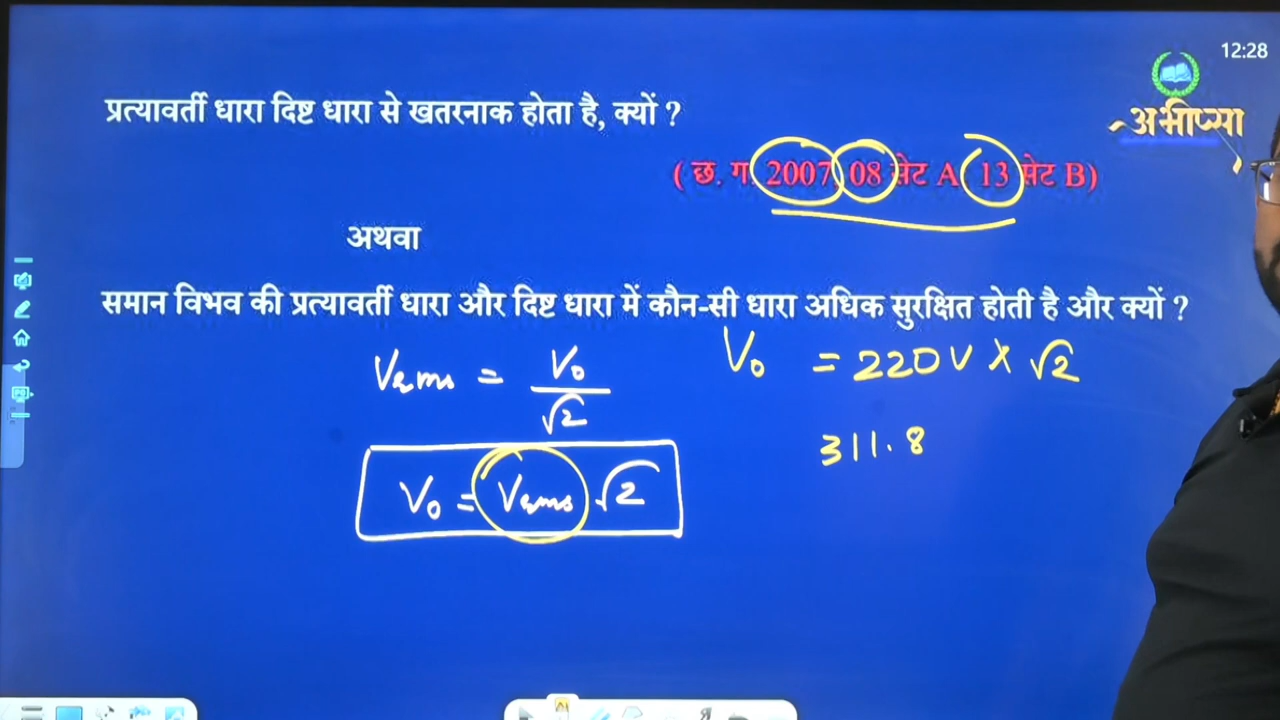 12:28
अभीप्सा
प्रत्यावर्ती धारा दिष्ट धारा से खतरनाक होता है, क्यों ?
( छ. ग. 2007, 08 सेट A, 13 सेट B)
अथवा
समान विभव की प्रत्यावर्ती धारा और दिष्ट धारा में कौन-सी धारा अधिक सुरक्षित होती है और क्यों ?
Vrms = V₀/√2
V₀ = 220V × √2
311.8
V₀ = Vrms √2